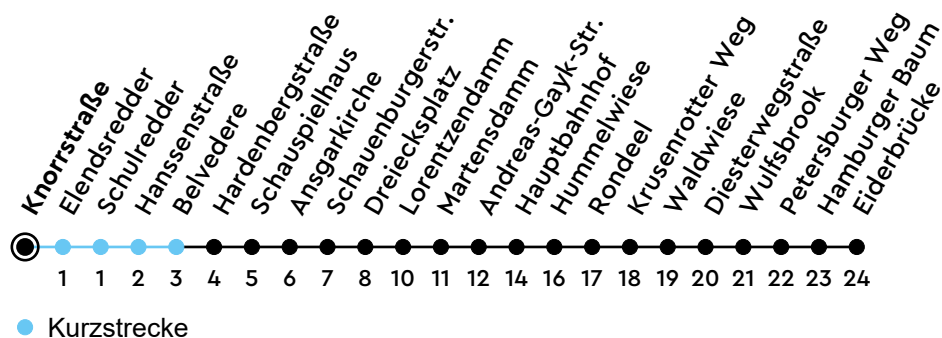 Knorrstraße
Elendsredder
Schulredder
Hanssenstraße
Belvedere
Hardenbergstraße
Schauspielhaus
Ansgarkirche
Schauenburgerstr.
Dreiecksplatz
Lorentzendamm
Martensdamm
Andreas-Gayk-Str.
Hauptbahnhof
Hummelwiese
Rondeel
Krusenrotter Weg
Waldwiese
Diesterwegstraße
Wulfsbrook
Petersburger Weg
Hamburger Baum
Eiderbrücke
1 1 2 3 4 5 6 7 8 10 11 12 14 16 17 18 19 20 21 22 23 24
Kurzstrecke